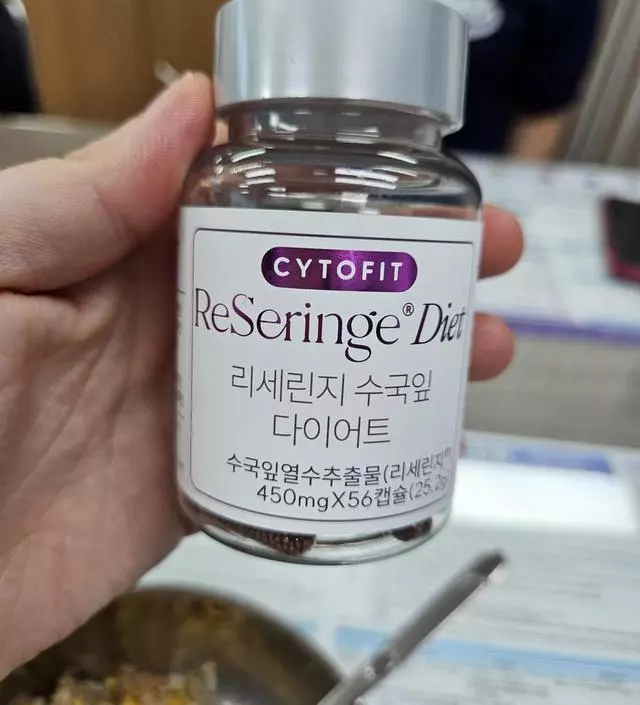 CYTOFIT
ReSeringe® Diet
리세린지 수국잎
다이어트
수국잎열수추출물(리세린지
450mgX56캡슐(25.2g